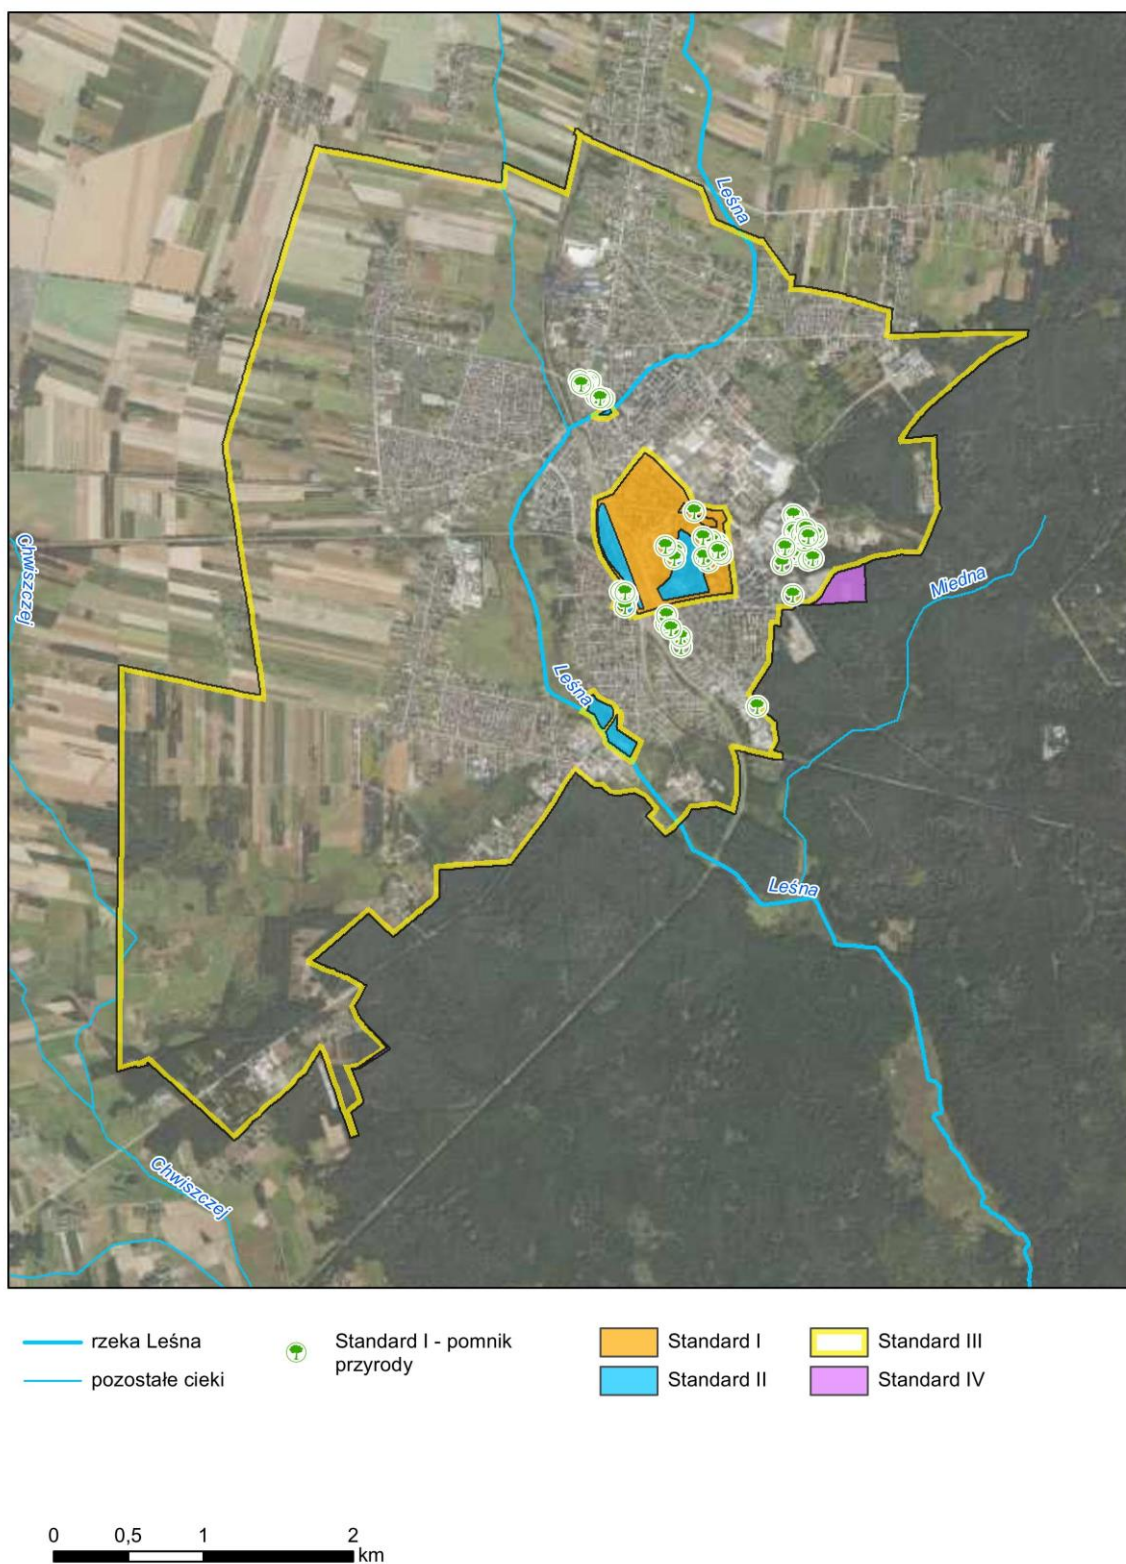 Leśna
Chwiszczej
Miedna
Leśna
Leśna
Chwiszczej
rzeka Leśna
pozostałe cieki
Standard I - pomnik
przyrody
Standard I
Standard II
Standard III
Standard IV
0 0,5 1 2
km